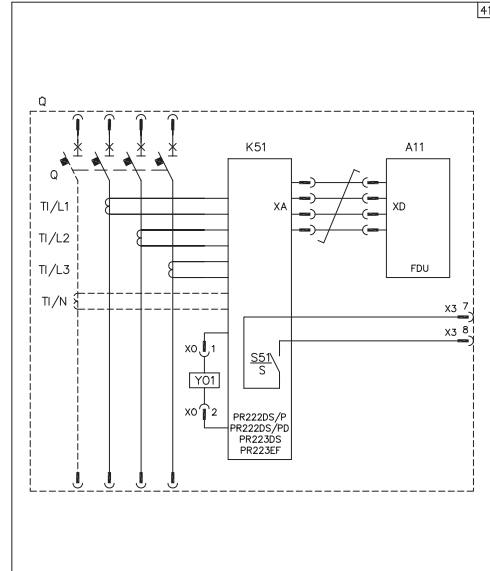 41
Q
K51
A11
Q
TI/L1
XA
XD
TI/L2
TI/L3
FDU
TI/N
X3 7
X3 8
XO 1
S51
S
Y01
XO 2
PR222DS/P
PR222DS/PD
PR223DS
PR223EF